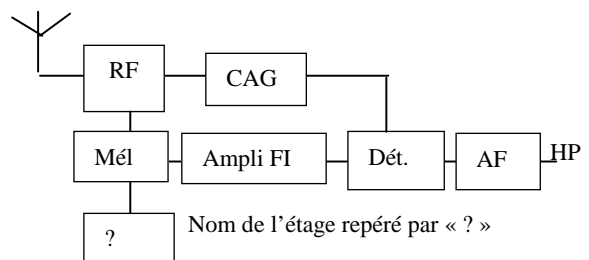 RF
CAG
Mél
Ampli FI
Dét.
AF
HP
?
Nom de l'étage repéré par « ? »